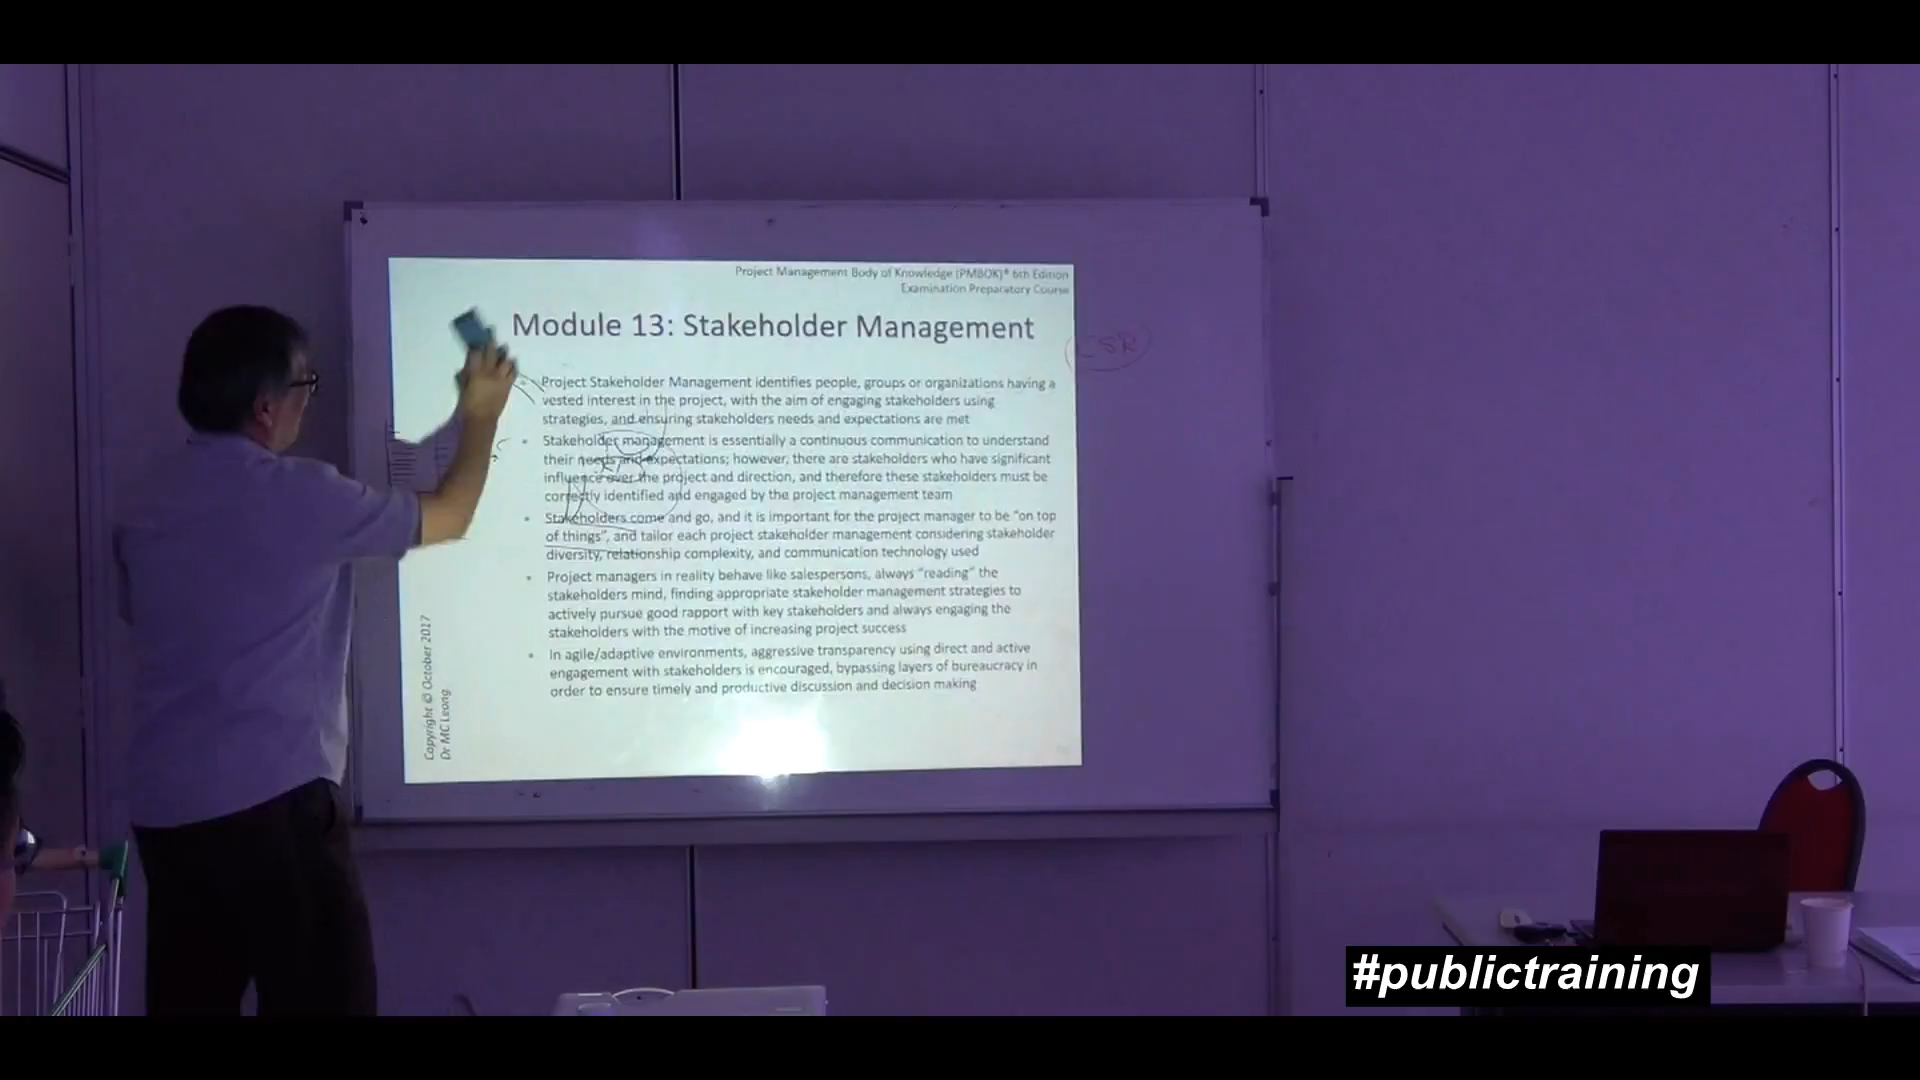 Project Management Body of Knowledge (PMBOK)® 6th Edition
Examination Preparatory Course
Module 13: Stakeholder Management
CSR
• Project Stakeholder Management identifies people, groups or organizations having a
vested interest in the project, with the aim of engaging stakeholders using
strategies, and ensuring stakeholders needs and expectations are met
• Stakeholder management is essentially a continuous communication to understand
their needs and expectations; however, there are stakeholders who have significant
influence over the project and direction, and therefore these stakeholders must be
correctly identified and engaged by the project management team
• Stakeholders come and go, and it is important for the project manager to be "on top
of things", and tailor each project stakeholder management considering stakeholder
diversity, relationship complexity, and communication technology used
• Project managers in reality behave like salespersons, always "reading" the
stakeholders mind, finding appropriate stakeholder management strategies to
actively pursue good rapport with key stakeholders and always engaging the
stakeholders with the motive of increasing project success
• In agile/adaptive environments, aggressive transparency using direct and active
engagement with stakeholders is encouraged, bypassing layers of bureaucracy in
order to ensure timely and productive discussion and decision making
Copyright © October 2017
Dr MC Leong
#publictraining